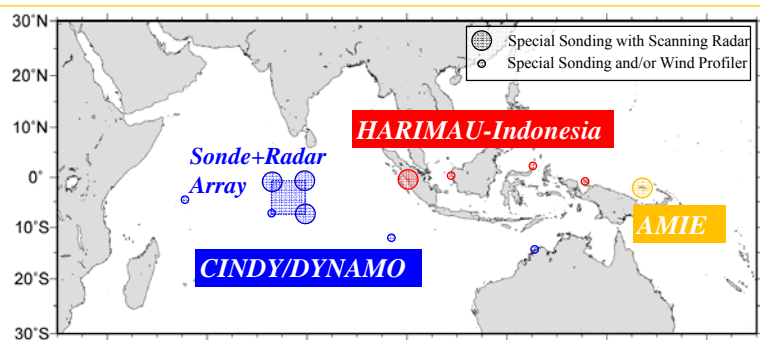 30°N
20°N
10°N
0°
10°S
20°S
30°S
Special Sonding with Scanning Radar
Special Sonding and/or Wind Profiler
HARIMAU-Indonesia
Sonde+Radar
Array
AMIE
CINDY/DYNAMO